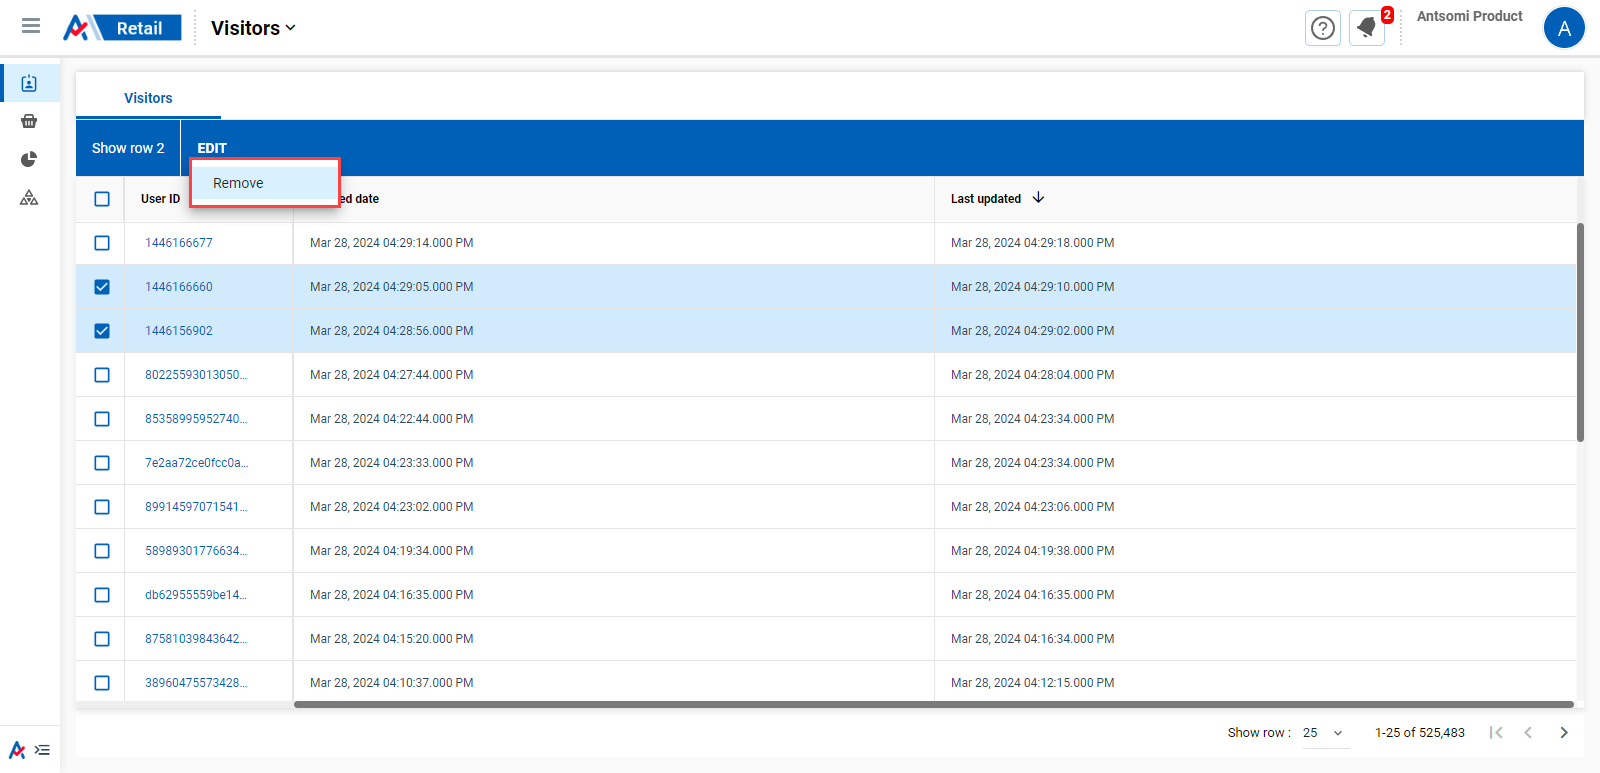 Retail
Visitors
2
Antsomi Product
A
Visitors
Show row 2
EDIT
Remove
User ID
ed date
Last updated
1446166677 Mar 28, 2024 04:29:14.000 PM Mar 28, 2024 04:29:18.000 PM
1446166660 Mar 28, 2024 04:29:05.000 PM Mar 28, 2024 04:29:10.000 PM
1446156902 Mar 28, 2024 04:28:56.000 PM Mar 28, 2024 04:29:02.000 PM
80225593013050... Mar 28, 2024 04:27:44.000 PM Mar 28, 2024 04:28:04.000 PM
85358995952740... Mar 28, 2024 04:22:44.000 PM Mar 28, 2024 04:23:34.000 PM
7e2aa72ce0fcc0a... Mar 28, 2024 04:23:33.000 PM Mar 28, 2024 04:23:34.000 PM
89914597071541... Mar 28, 2024 04:23:02.000 PM Mar 28, 2024 04:23:06.000 PM
58989301776634... Mar 28, 2024 04:19:34.000 PM Mar 28, 2024 04:19:38.000 PM
db62955559be14... Mar 28, 2024 04:16:35.000 PM Mar 28, 2024 04:16:35.000 PM
87581039843642... Mar 28, 2024 04:15:20.000 PM Mar 28, 2024 04:16:34.000 PM
38960475573428... Mar 28, 2024 04:10:37.000 PM Mar 28, 2024 04:12:15.000 PM
Show row : 25 1-25 of 525,483